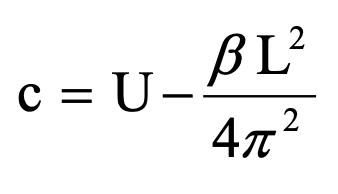 c = U - βL²/4π²